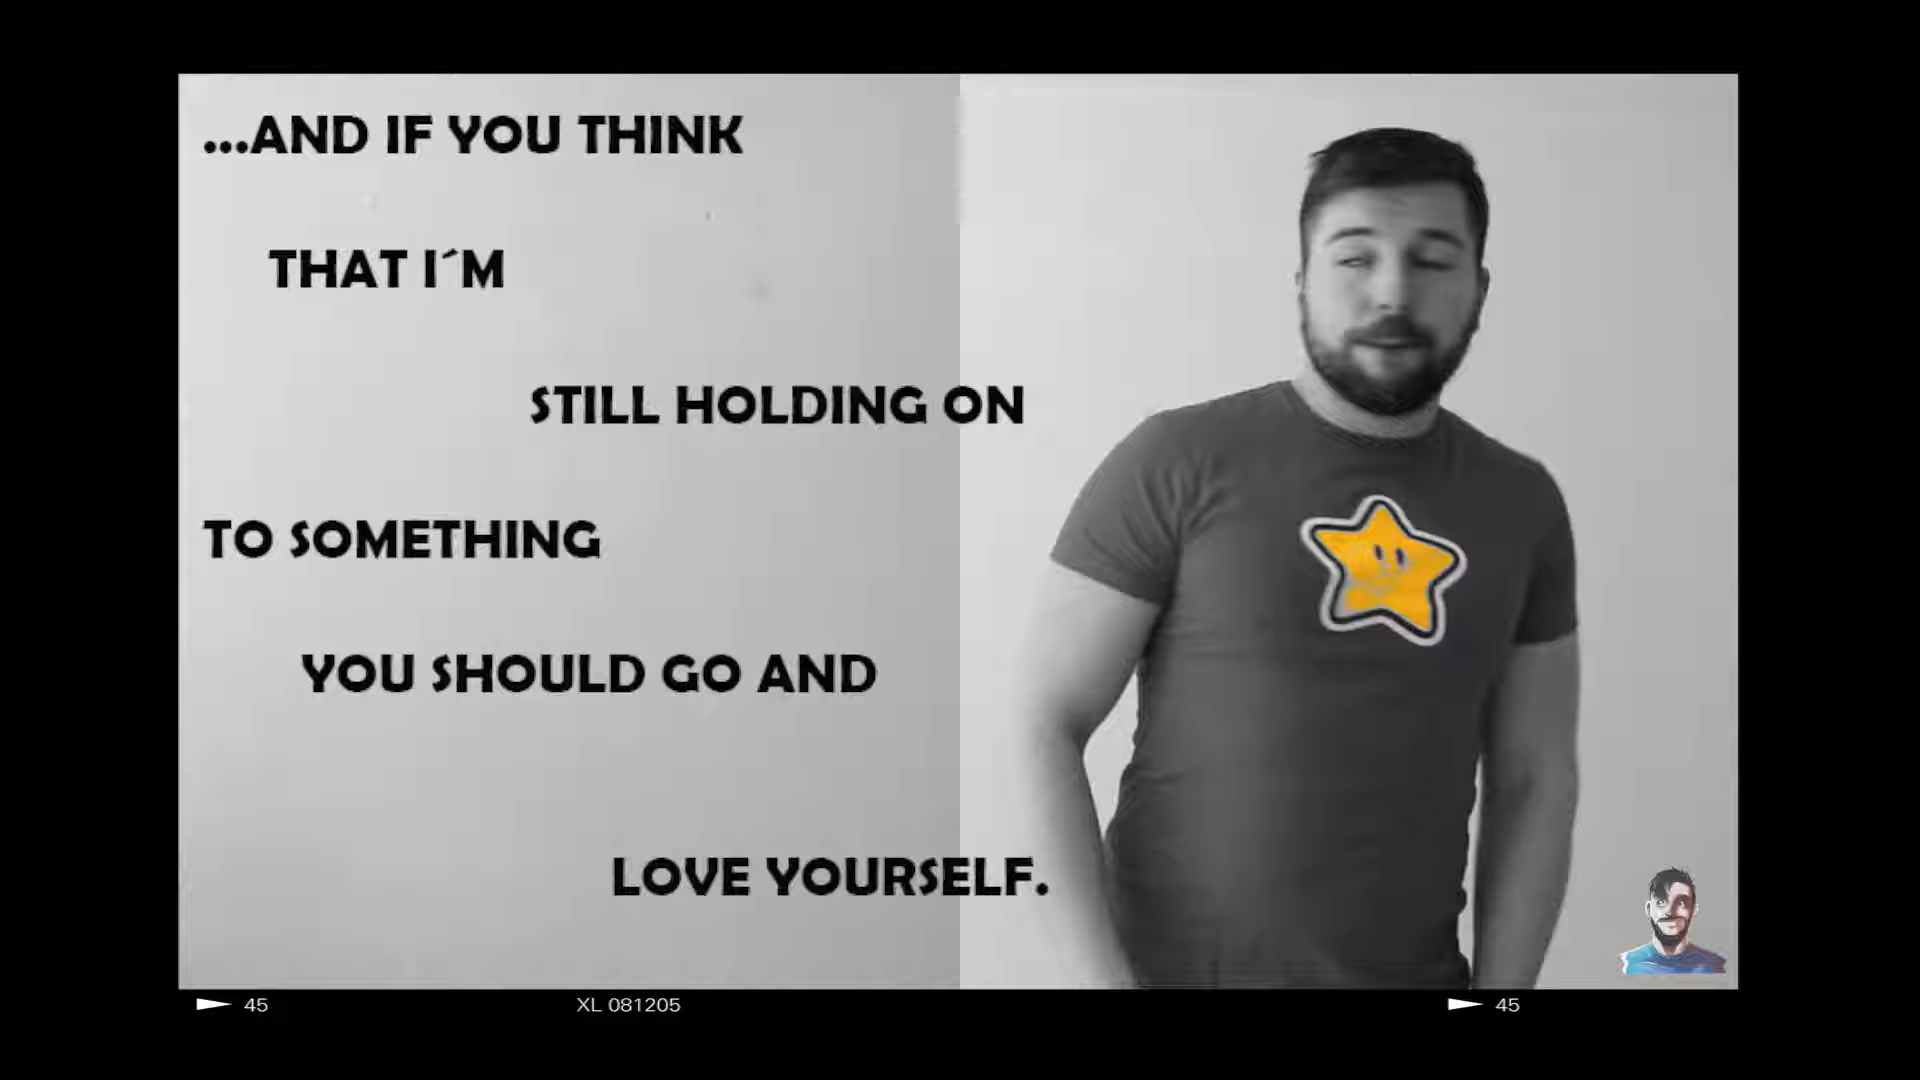 ...AND IF YOU THINK
THAT I´M
STILL HOLDING ON
TO SOMETHING
YOU SHOULD GO AND
LOVE YOURSELF.
45 XL 081205 45